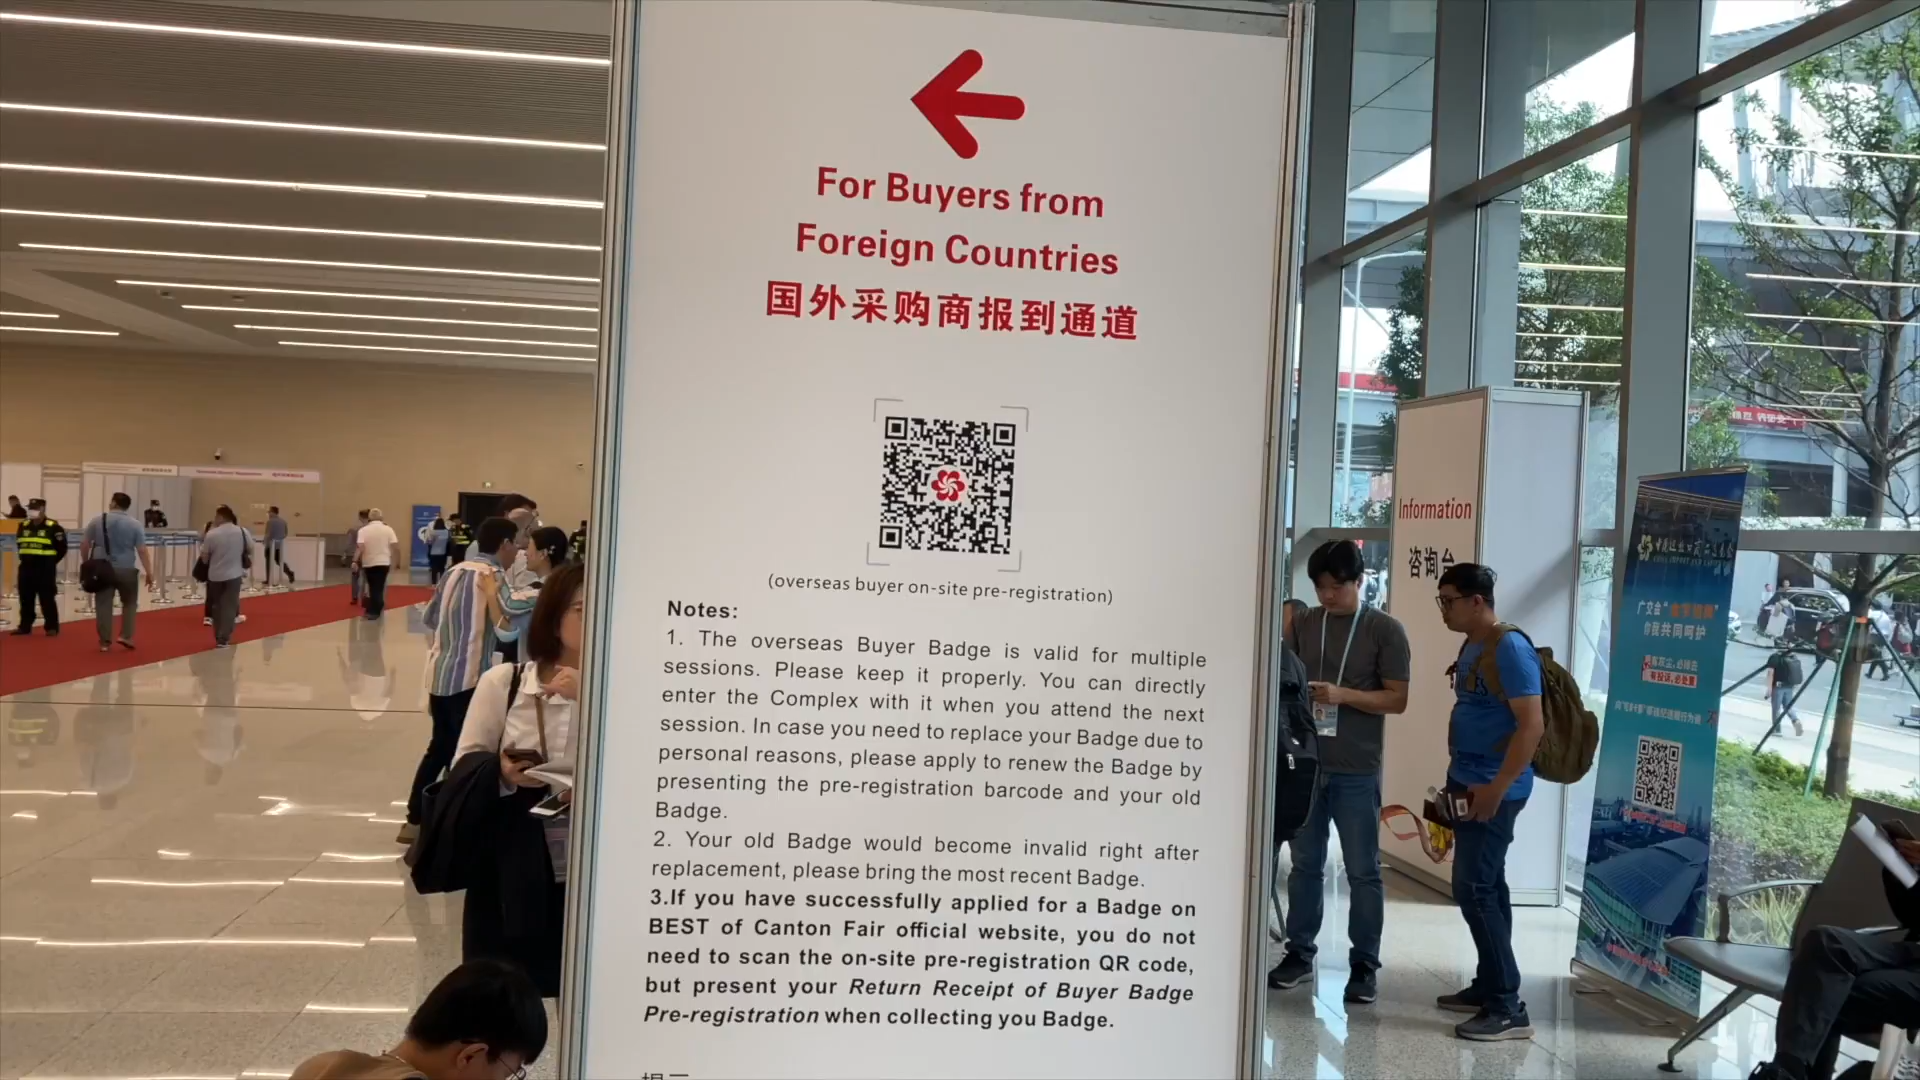 For Buyers from
Foreign Countries
国外采购商报到通道
(overseas buyer on-site pre-registration)
Notes:
1. The overseas Buyer Badge is valid for multiple
sessions. Please keep it properly. You can directly
enter the Complex with it when you attend the next
session. In case you need to replace your Badge due to
personal reasons, please apply to renew the Badge by
presenting the pre-registration barcode and your old
Badge.
2. Your old Badge would become invalid right after
replacement, please bring the most recent Badge.
3.If you have successfully applied for a Badge on
BEST of Canton Fair official website, you do not
need to scan the on-site pre-registration QR code,
but present your Return Receipt of Buyer Badge
Pre-registration when collecting you Badge.
Information
咨询台
你我共同呵护